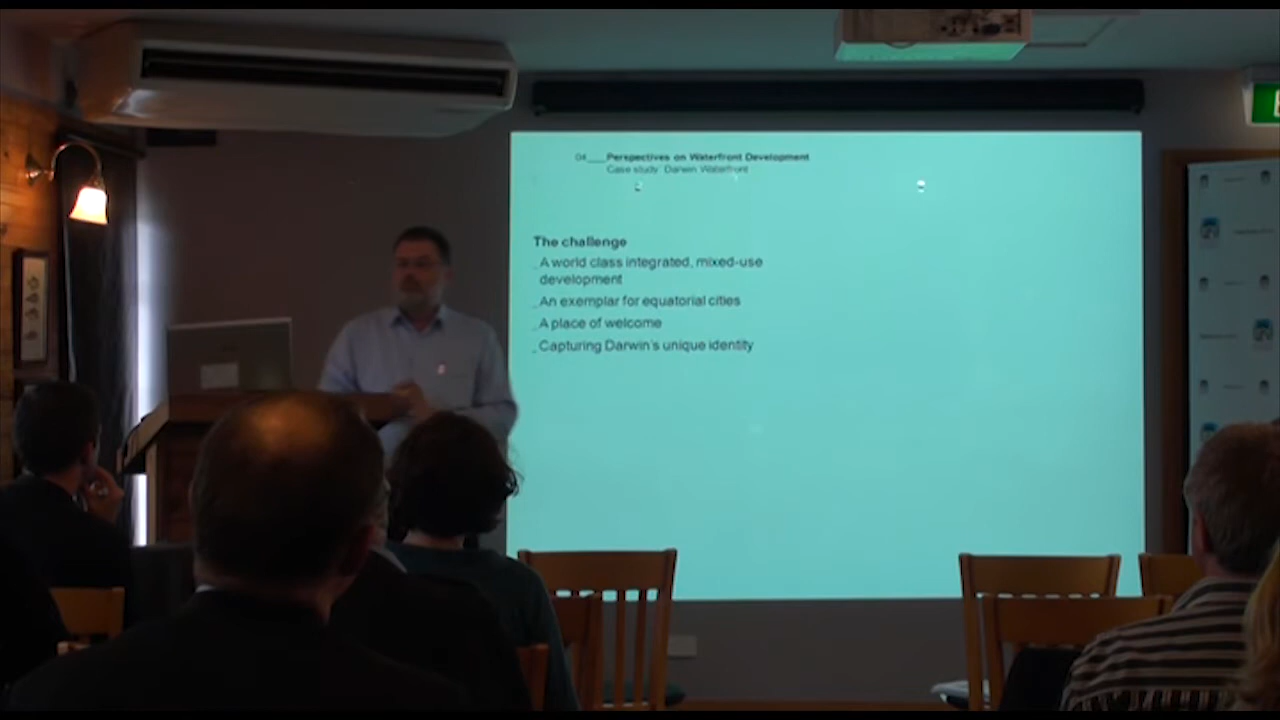 04___Perspectives on Waterfront Development
Case study: Darwin Waterfront
The challenge
_A world class integrated, mixed-use
development
_An exemplar for equatorial cities
_A place of welcome
_Capturing Darwin's unique identity